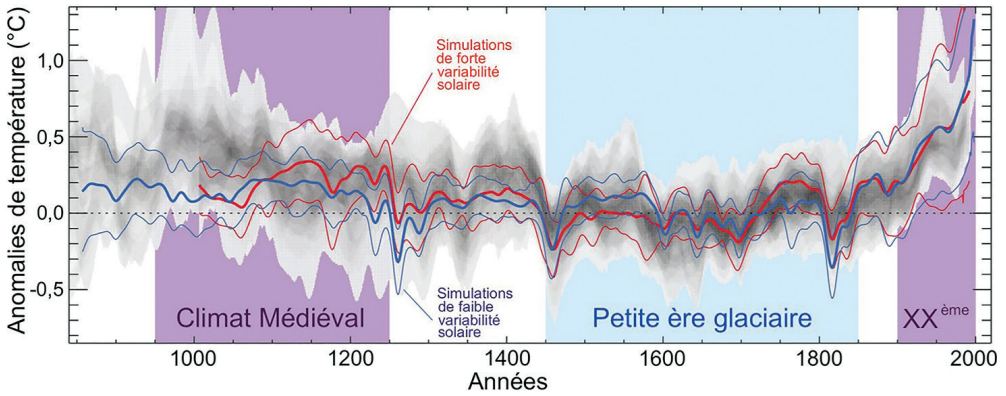 Anomalies de température (°C)
1,0
0,5
0,0
-0,5
Simulations
de forte
variabilité
solaire
Simulations
de faible
variabilité
solaire
Climat Médiéval
Petite ère glaciaire
XXème
1000
1200
1400
1600
1800
2000
Années